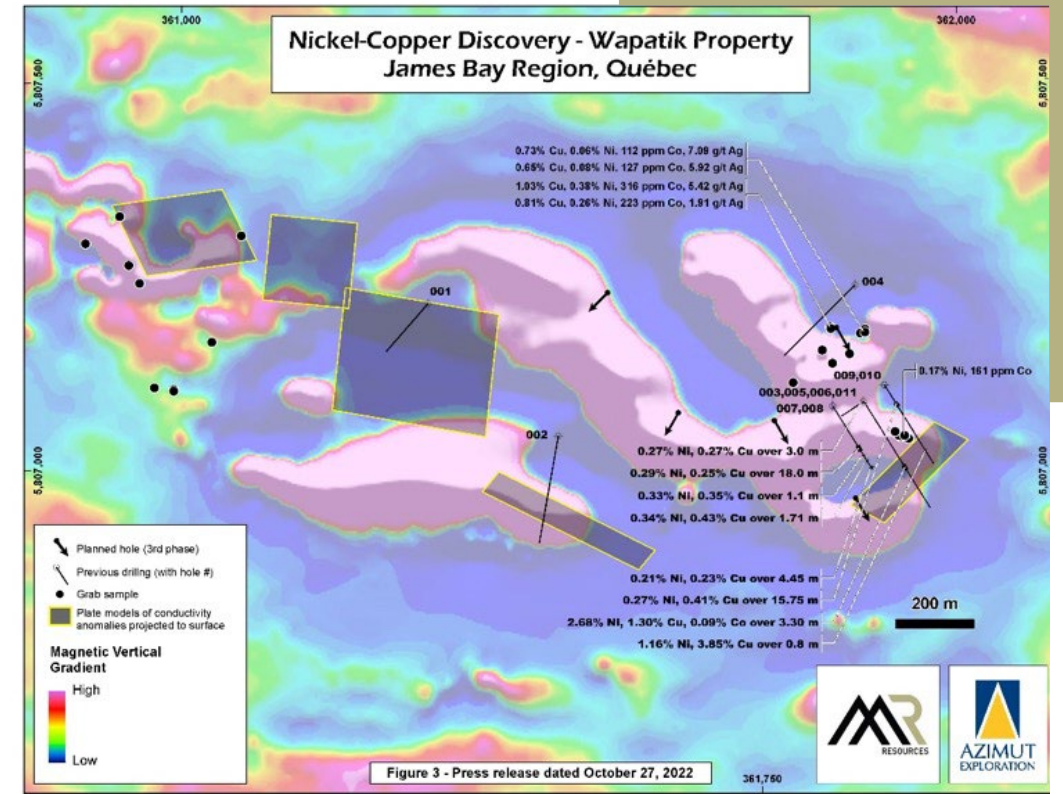 361,000
362,000
Nickel-Copper Discovery - Wapatik Property
James Bay Region, Québec
5,807,500
5,807,500
0.73% Cu, 0.06% Ni, 112 ppm Co, 7.09 g/t Ag
0.65% Cu, 0.08% Ni, 127 ppm Co, 5.92 g/t Ag
1.03% Cu, 0.38% Ni, 316 ppm Co, 5.42 g/t Ag
0.81% Cu, 0.26% Ni, 223 ppm Co, 1.91 g/t Ag
001
004
009,010
0.17% Ni, 161 ppm Co
003,005,006,011
007,008
002
0.27% Ni, 0.27% Cu over 3.0 m
0.29% Ni, 0.25% Cu over 18.0 m
0.33% Ni, 0.35% Cu over 1.1 m
0.34% Ni, 0.43% Cu over 1.71 m
5,807,000
5,807,000
0.21% Ni, 0.23% Cu over 4.45 m
0.27% Ni, 0.41% Cu over 15.75 m
2.68% Ni, 1.30% Cu, 0.09% Co over 3.30 m
1.16% Ni, 3.85% Cu over 0.8 m
200 m
Planned hole (3rd phase)
Previous drilling (with hole #)
Grab sample
Plate models of conductivity
anomalies projected to surface
Magnetic Vertical
Gradient
High
Low
Figure 3 - Press release dated October 27, 2022
361,750
RESOURCES
AZIMUT
EXPLORATION